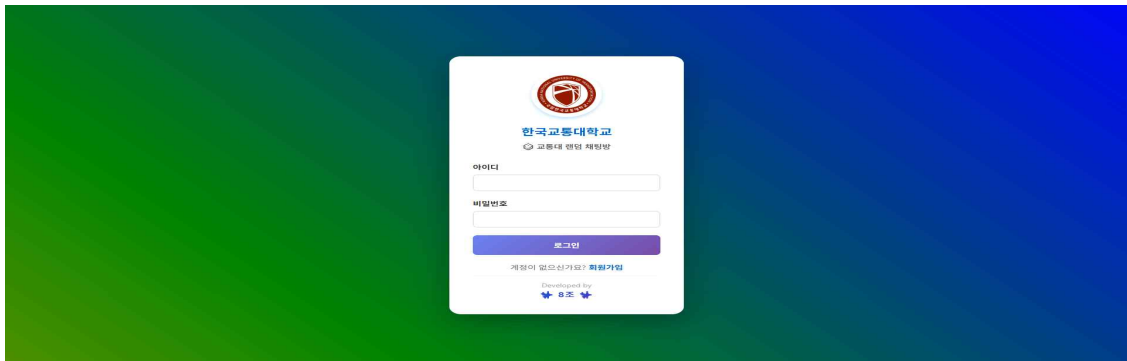 한국교통대학교
교통대 랜덤 채팅방
아이디
비밀번호
로그인
계정이 없으신가요? 회원가입
Developed by
8조